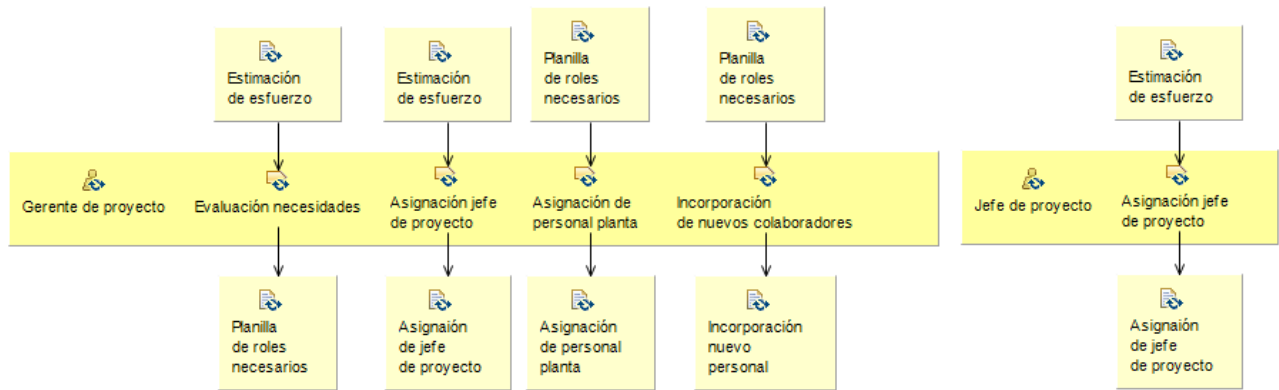 Estimación
de esfuerzo
Estimación
de esfuerzo
Planilla
de roles
necesarios
Planilla
de roles
necesarios
Estimación
de esfuerzo
Gerente de proyecto
Evaluación necesidades
Asignación jefe
de proyecto
Asignación de
personal planta
Incorporación
de nuevos colaboradores
Jefe de proyecto
Asignación jefe
de proyecto
Planilla
de roles
necesarios
Asignaión
de jefe
de proyecto
Asignación
de personal
planta
Incorporación
nuevo
personal
Asignaión
de jefe
de proyecto